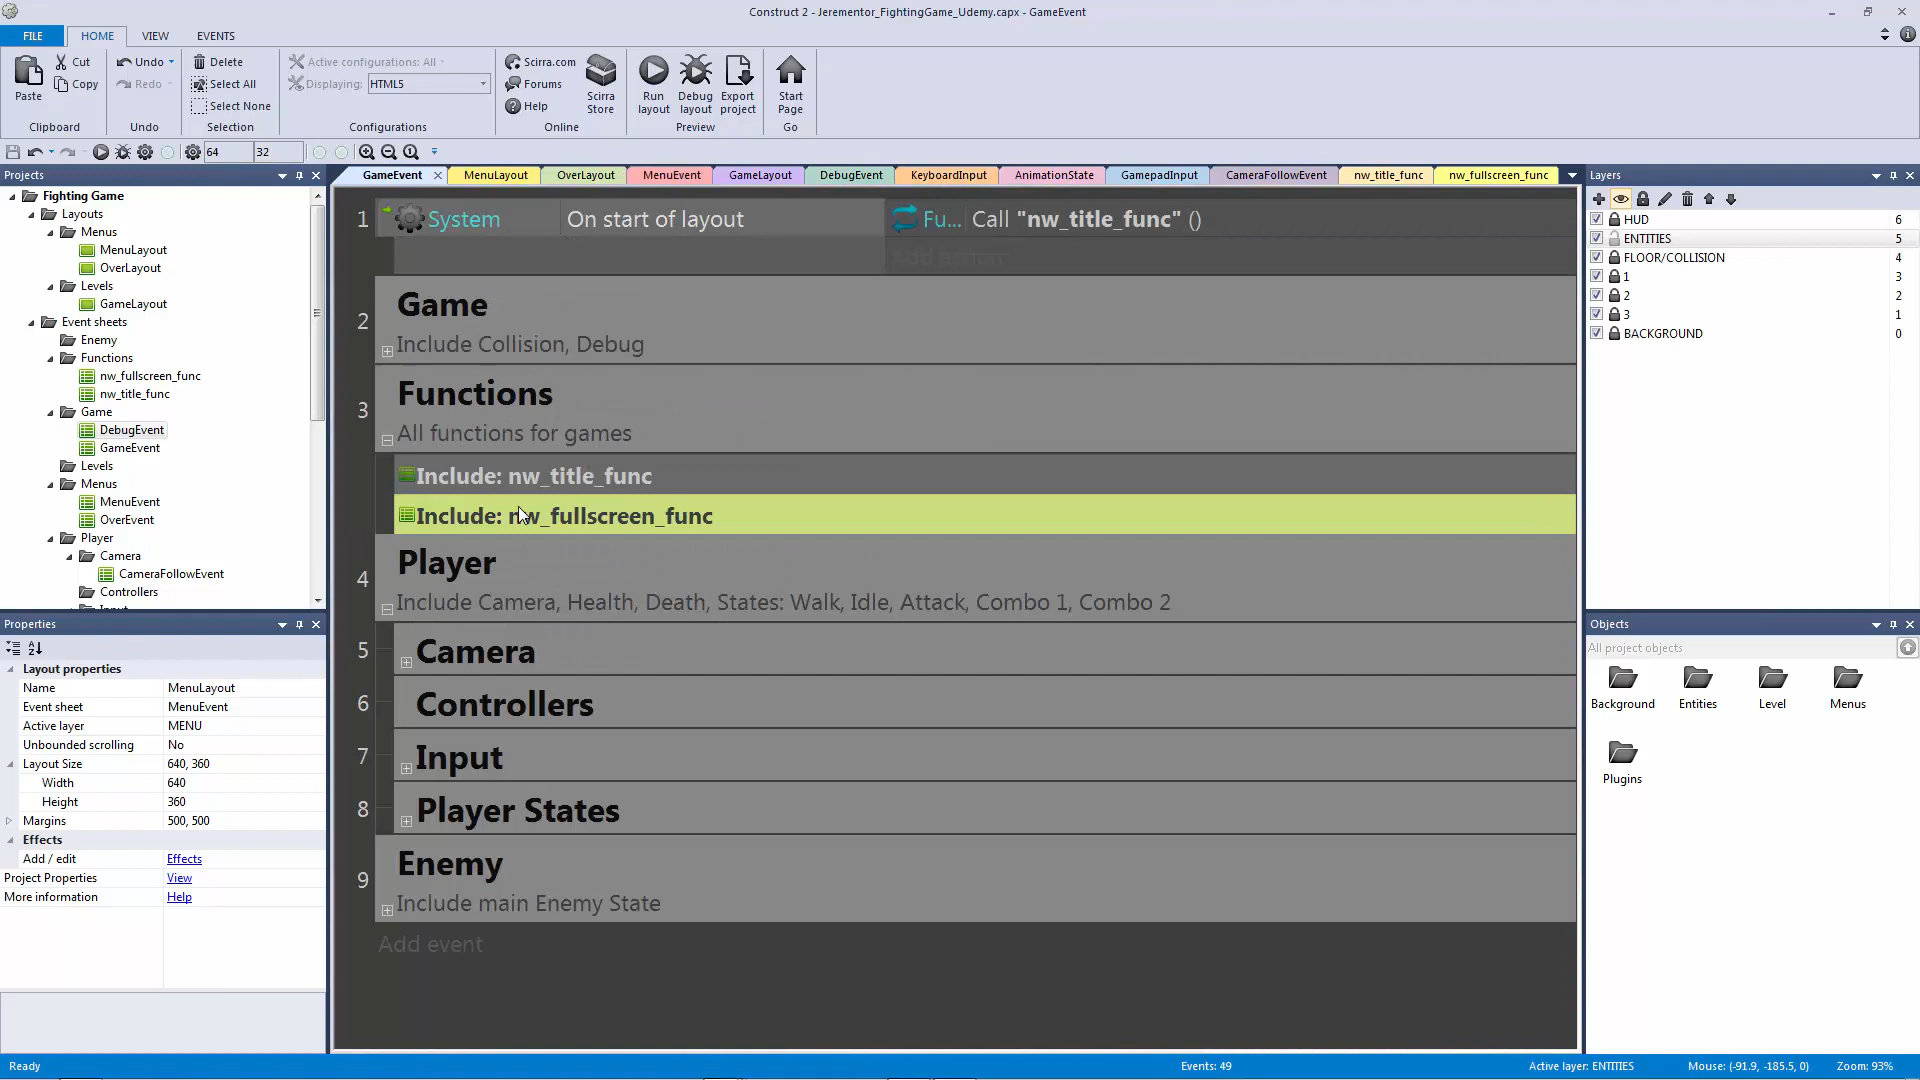 Construct 2 - Jerementor_FightingGame_Udemy.capx - GameEvent
FILE HOME VIEW EVENTS
Paste
Cut
Copy
Clipboard
Undo
Redo
Undo
Delete
Select All
Select None
Selection
Active configurations: All
Displaying: HTML5
Configurations
Scirra.com
Forums
Help
Scirra Store
Online
Run layout
Debug layout
Export project
Preview
Start Page
Go
64 32
Projects
Fighting Game
Layouts
Menus
MenuLayout
OverLayout
Levels
GameLayout
Event sheets
Enemy
Functions
nw_fullscreen_func
nw_title_func
Game
DebugEvent
GameEvent
Levels
Menus
MenuEvent
OverEvent
Player
Camera
CameraFollowEvent
Controllers
Input
Properties
Layout properties
Name MenuLayout
Event sheet MenuEvent
Active layer MENU
Unbounded scrolling No
Layout Size 640, 360
Width 640
Height 360
Margins 500, 500
Effects
Add / edit Effects
Project Properties View
More information Help
GameEvent MenuLayout OverLayout MenuEvent GameLayout DebugEvent KeyboardInput AnimationState GamepadInput CameraFollowEvent nw_title_func nw_fullscreen_func
1 System On start of layout Fu... Call "nw_title_func" ()
Add action
2 Game
Include Collision, Debug
3 Functions
All functions for games
Include: nw_title_func
Include: nw_fullscreen_func
4 Player
Include Camera, Health, Death, States: Walk, Idle, Attack, Combo 1, Combo 2
5 Camera
6 Controllers
7 Input
8 Player States
9 Enemy
Include main Enemy State
Add event
Layers
HUD 6
ENTITIES 5
FLOOR/COLLISION 4
1 3
2 2
3 1
BACKGROUND 0
Objects
All project objects
Background Entities Level Menus
Plugins
Ready Events: 49 Active layer: ENTITIES Mouse: (-91.9, -185.5, 0) Zoom: 93%